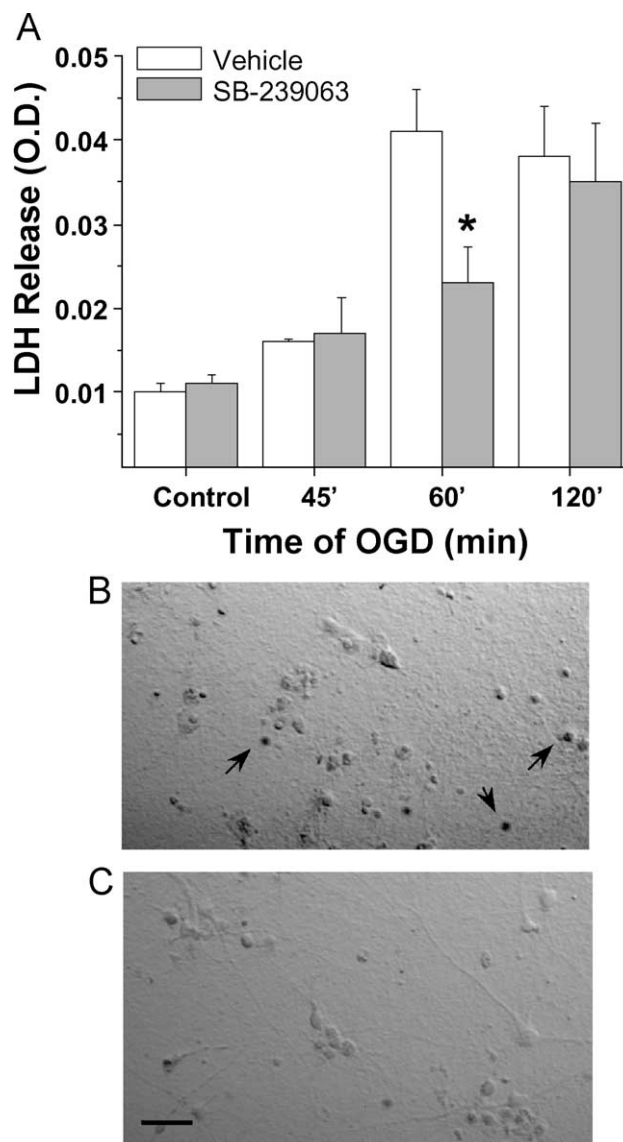 A
0.05
0.04
0.03
0.02
0.01
LDH Release (O.D.)
Vehicle
SB-239063
*
Control 45’ 60’ 120’
Time of OGD (min)
B
C